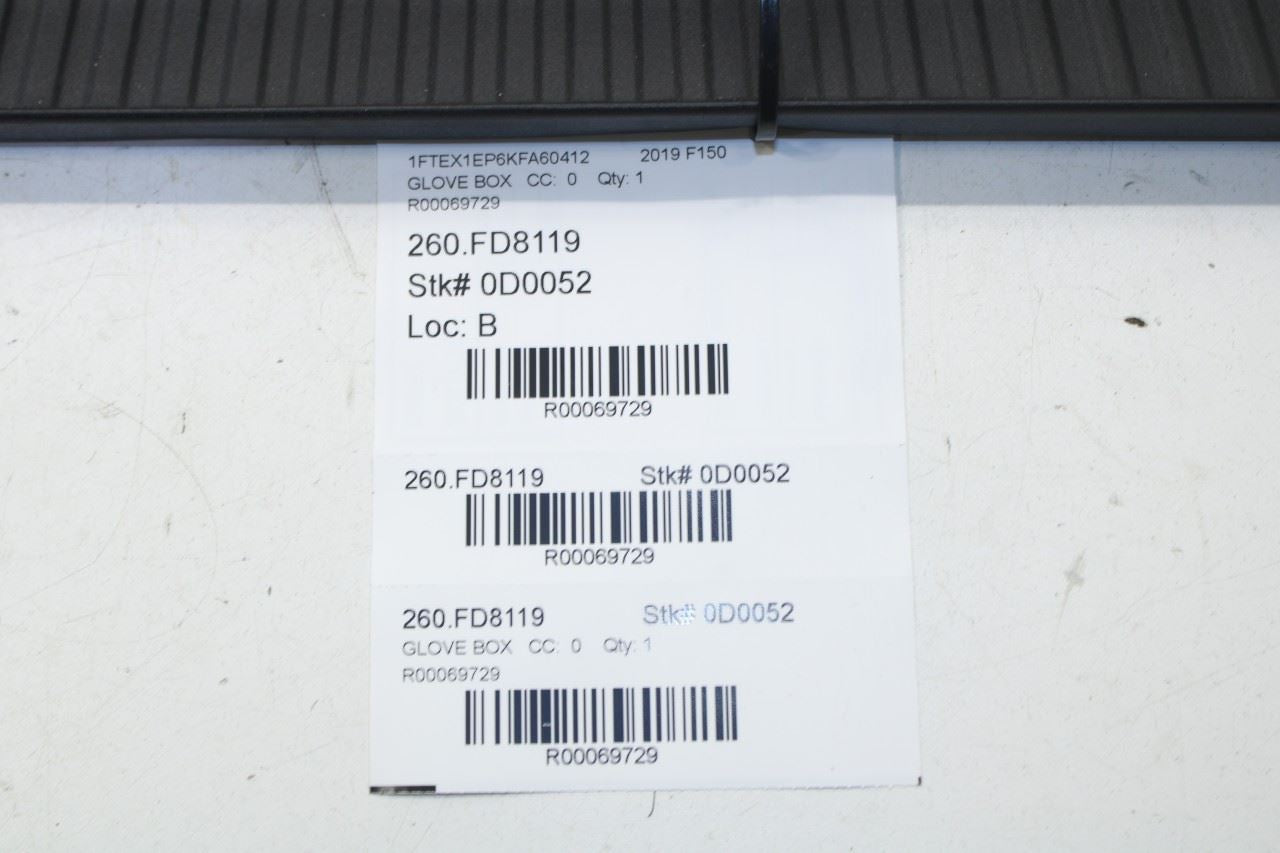 1FTEX1EP6KFA60412 2019 F150
GLOVE BOX CC: 0 Qty: 1
R00069729
260.FD8119
Stk# 0D0052
Loc: B
R00069729
260.FD8119 Stk# 0D0052
R00069729
260.FD8119 Stk# 0D0052
GLOVE BOX CC: 0 Qty: 1
R00069729
R00069729